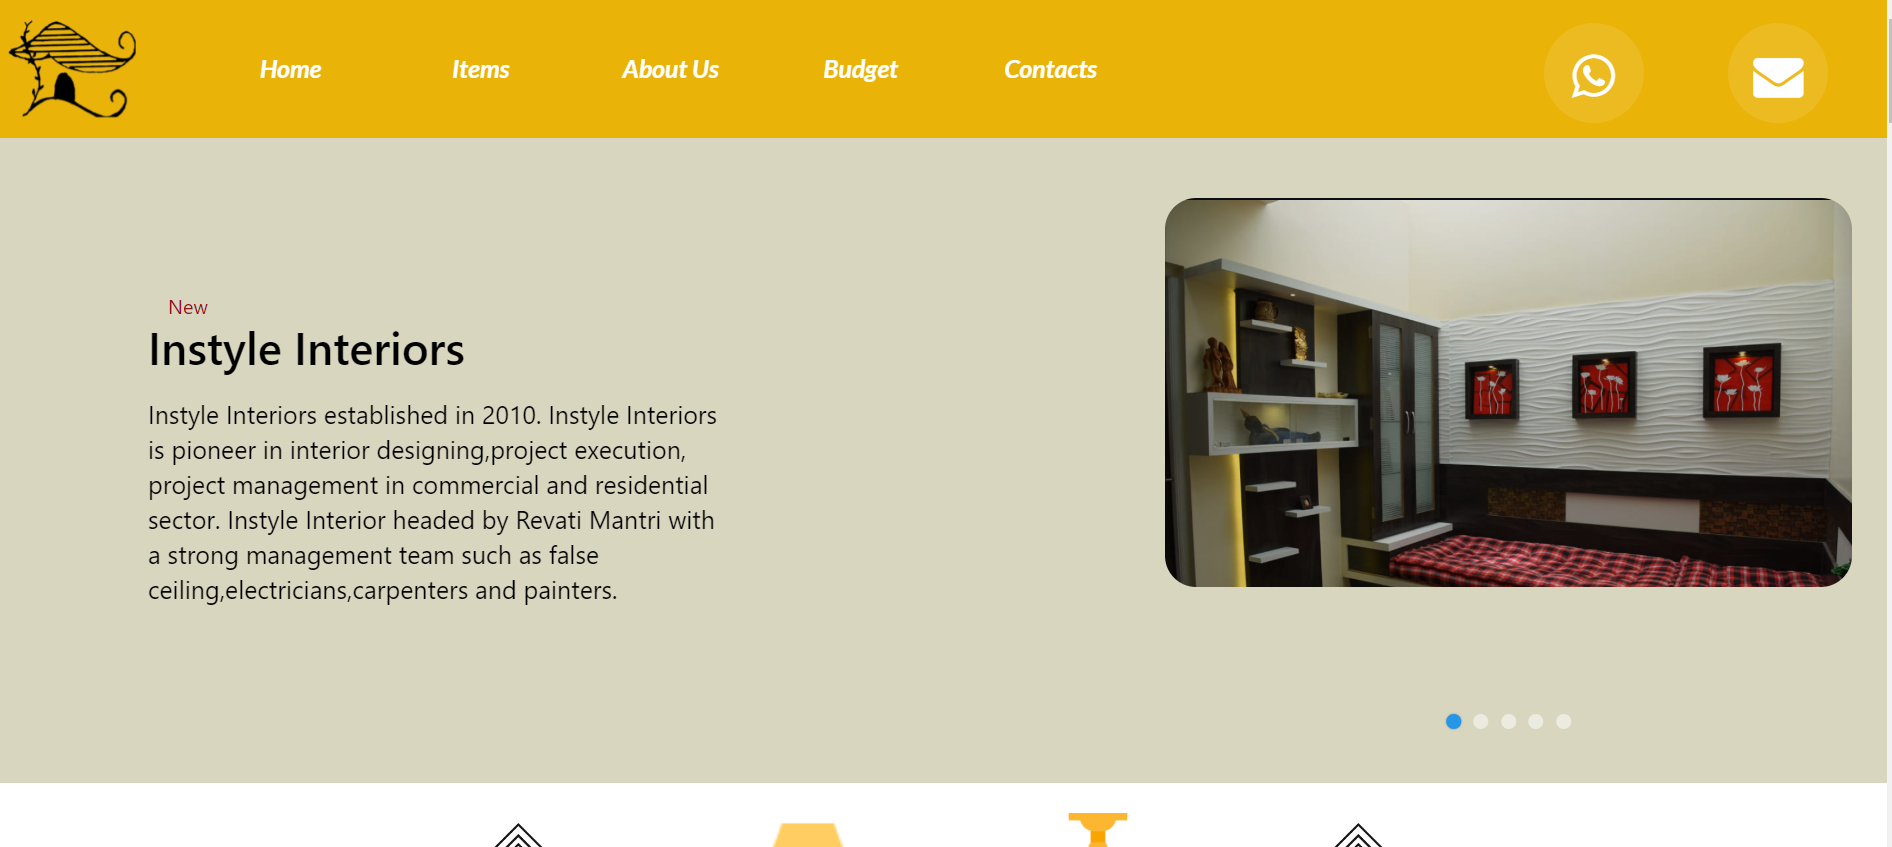 Home Items About Us Budget Contacts
New
Instyle Interiors
Instyle Interiors established in 2010. Instyle Interiors
is pioneer in interior designing,project execution,
project management in commercial and residential
sector. Instyle Interior headed by Revati Mantri with
a strong management team such as false
ceiling,electricians,carpenters and painters.